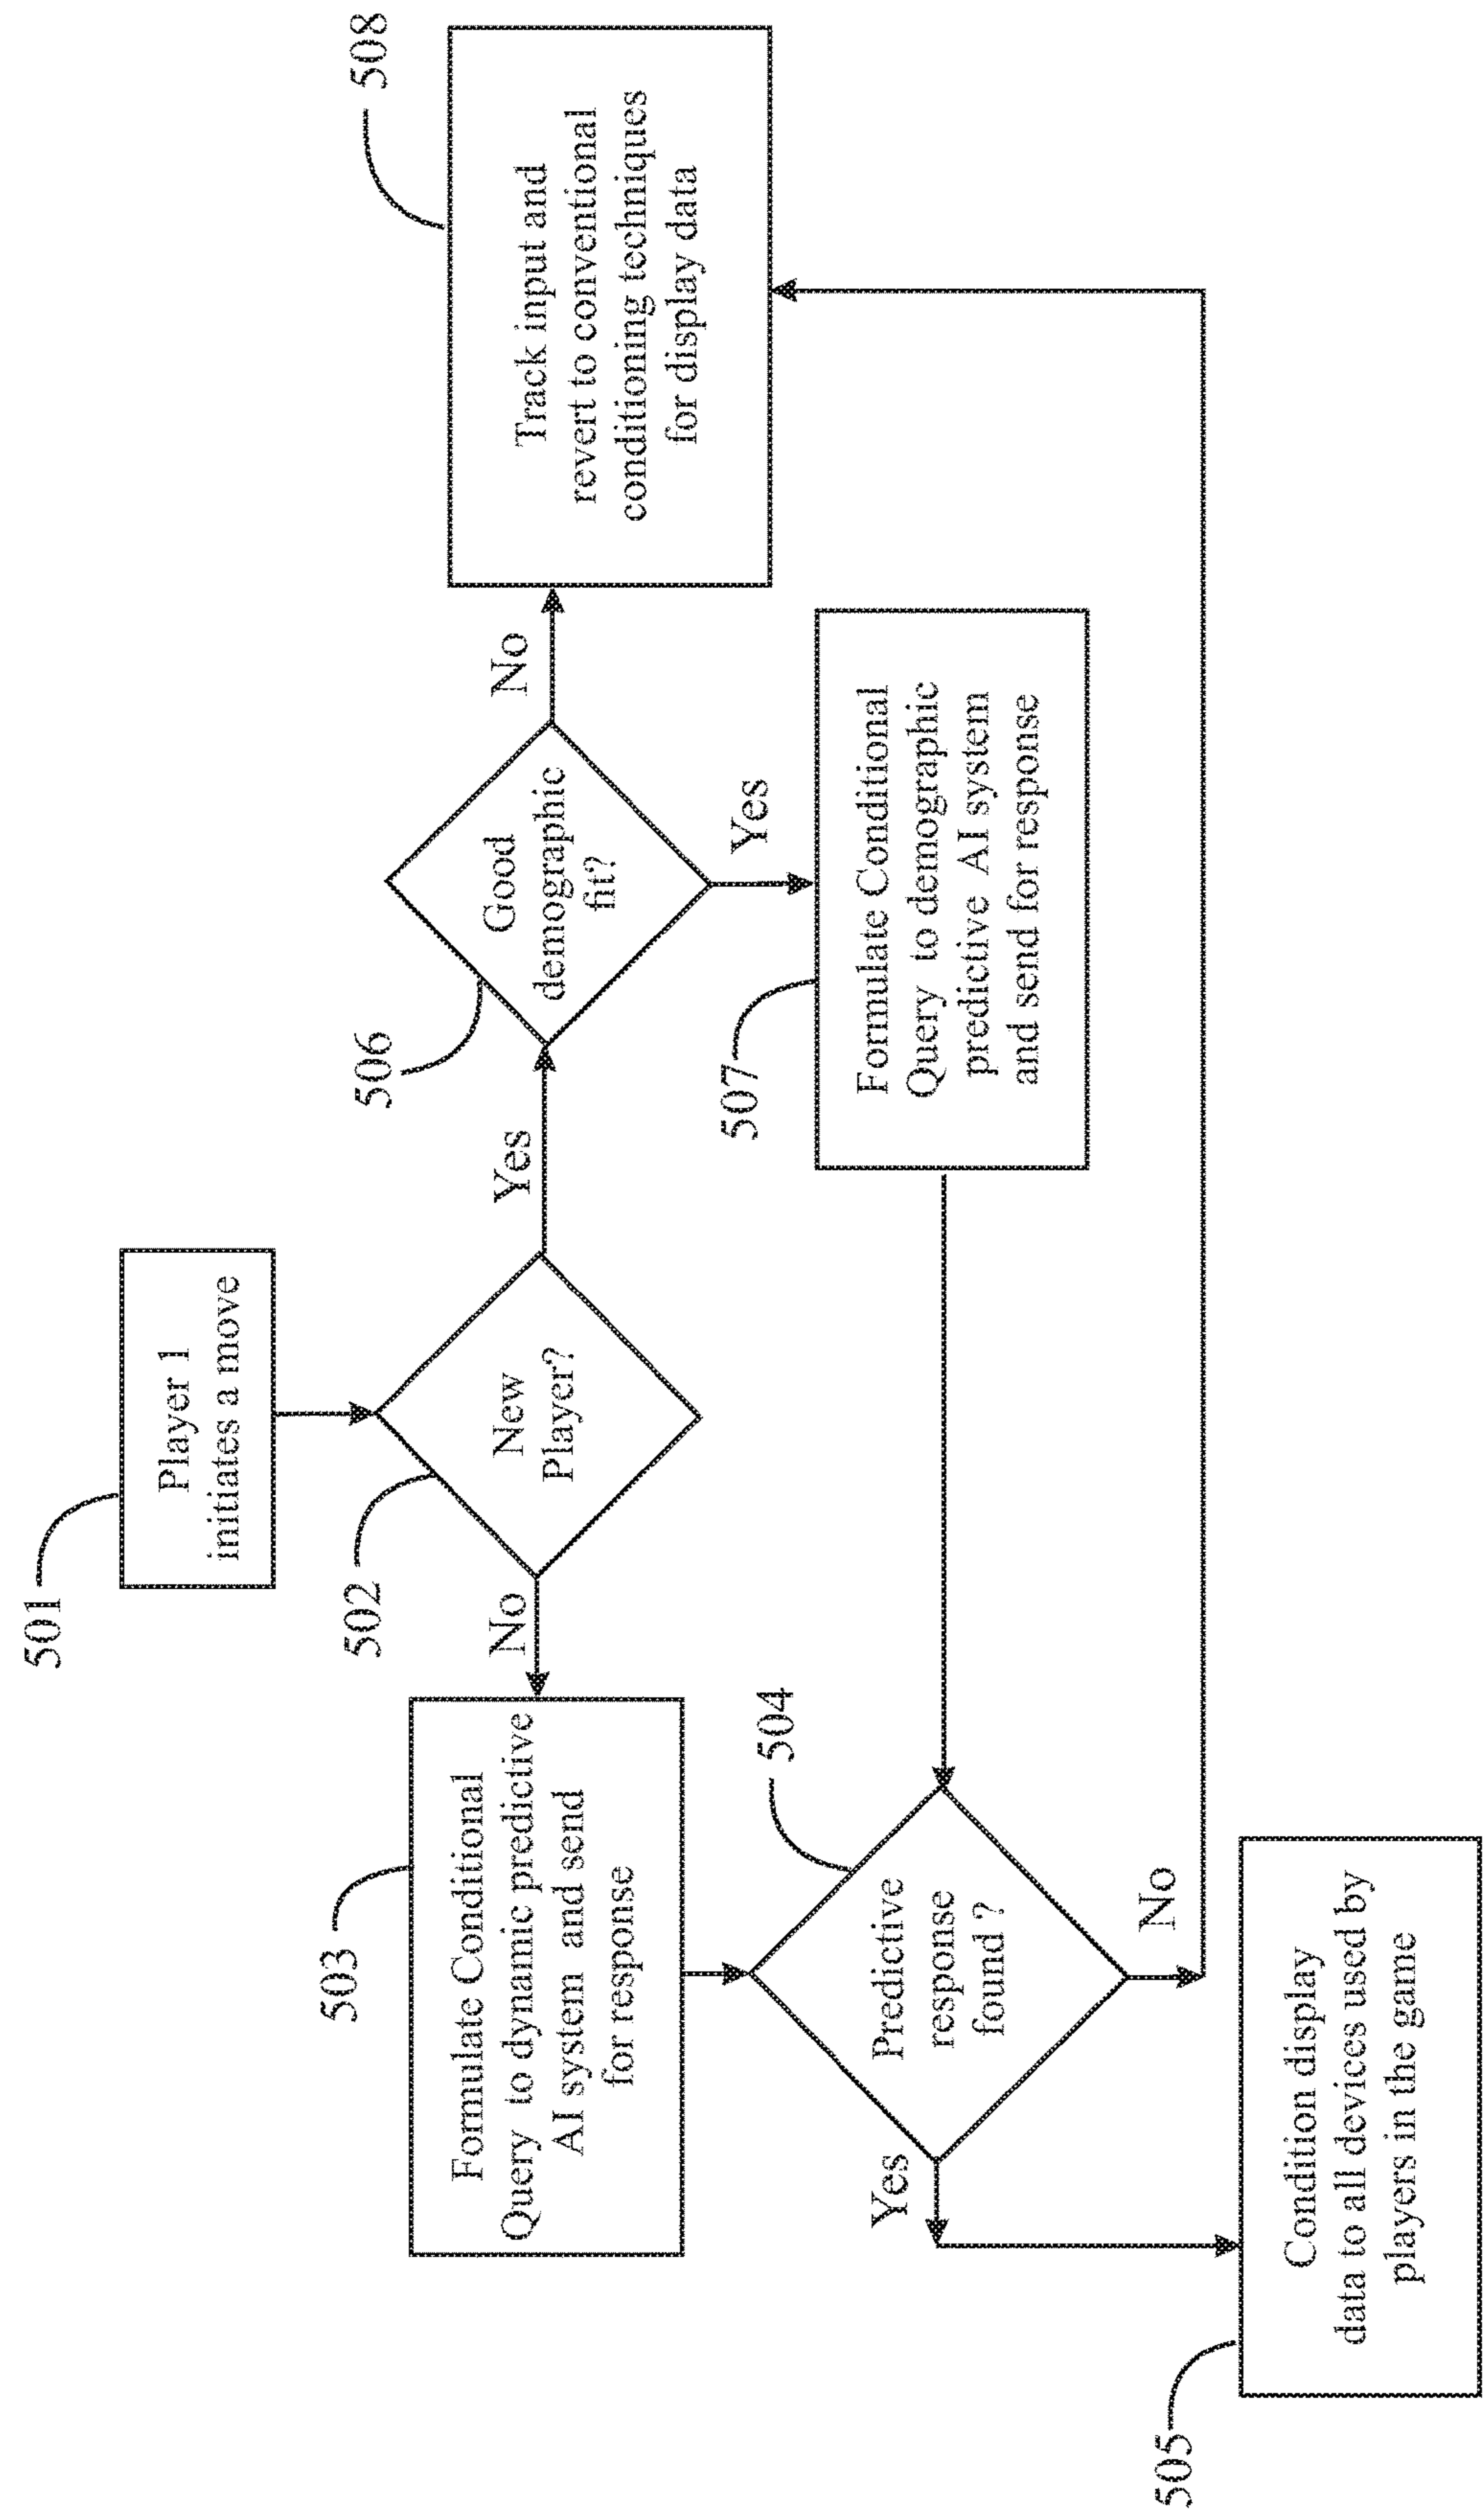 501
Player 1
initiates a move
502
New
Player?
No
Yes
503
Formulate Conditional
Query to dynamic predictive
AI system and send
for response
506
Good
demographic
fit?
No
Yes
508
Track input and
revert to conventional
conditioning techniques
for display data
507
Formulate Conditional
Query to demographic
predictive AI system
and send for response
504
Predictive
response
found ?
Yes
No
505
Condition display
data to all devices used by
players in the game